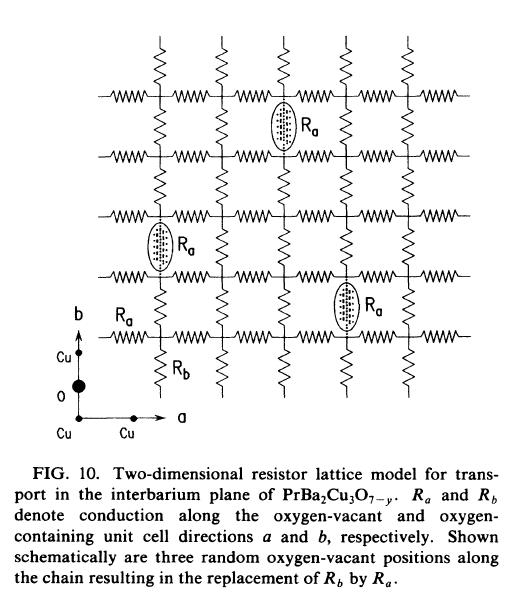 Rₐ
Rₐ
Rₐ
Rₐ
b
Cu
R_b
O
a
Cu
Cu
FIG. 10. Two-dimensional resistor lattice model for trans-
port in the interbarium plane of PrBa₂Cu₃O₇₋y. Rₐ and R_b
denote conduction along the oxygen-vacant and oxygen-
containing unit cell directions a and b, respectively. Shown
schematically are three random oxygen-vacant positions along
the chain resulting in the replacement of R_b by Rₐ.